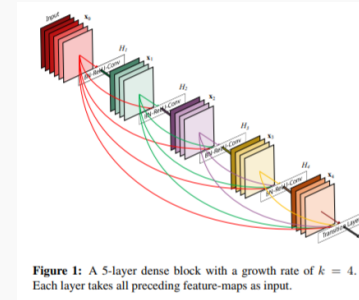 Input
x₀
H₁
x₁
BN-ReLU-Conv
H₂
x₂
BN-ReLU-Conv
H₃
x₃
BN-ReLU-Conv
H₄
x₄
BN-ReLU-Conv
Transition Layer
Figure 1: A 5-layer dense block with a growth rate of k = 4.
Each layer takes all preceding feature-maps as input.